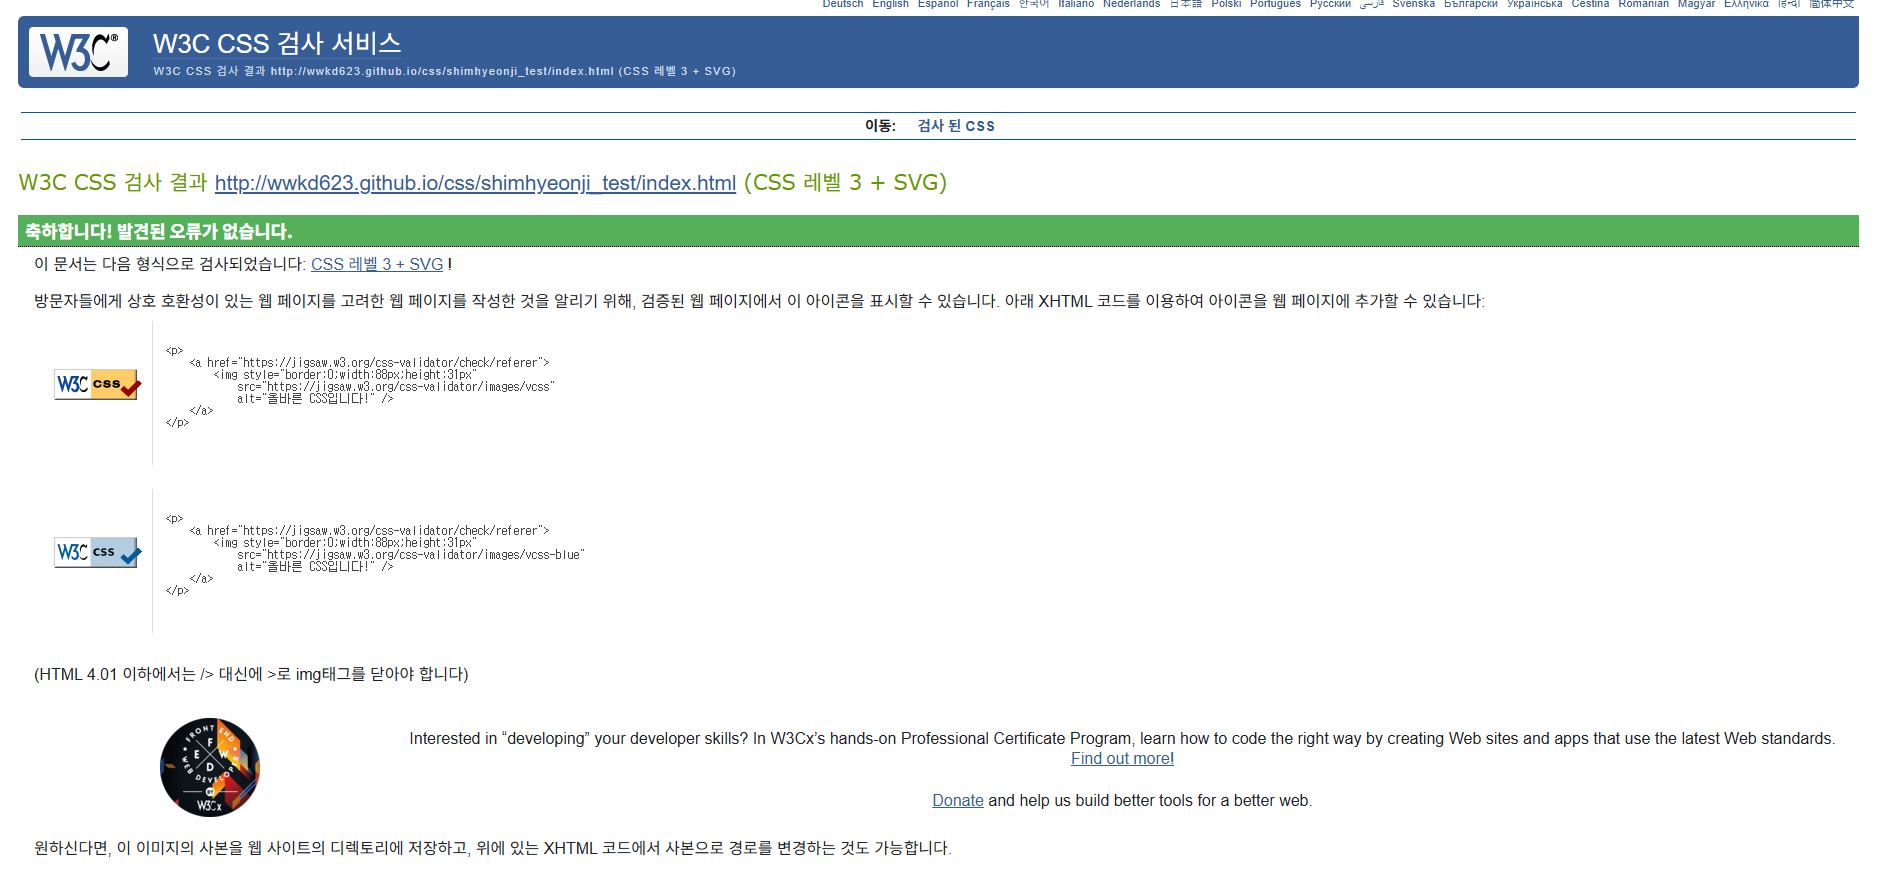 Deutsch English Español Français 한국어 Italiano Nederlands 日本語 Polski Português Русский فارسی Svenska Български Українська Čeština Romanian Magyar Ελληνικά हिन्दी 简体中文
W3C®
W3C CSS 검사 서비스
W3C CSS 검사 결과 http://wwkd623.github.io/css/shimhyeonji_test/index.html (CSS 레벨 3 + SVG)
이동: 검사 된 CSS
W3C CSS 검사 결과 http://wwkd623.github.io/css/shimhyeonji_test/index.html (CSS 레벨 3 + SVG)
축하합니다! 발견된 오류가 없습니다.
이 문서는 다음 형식으로 검사되었습니다: CSS 레벨 3 + SVG !
방문자들에게 상호 호환성이 있는 웹 페이지를 고려한 웹 페이지를 작성한 것을 알리기 위해, 검증된 웹 페이지에서 이 아이콘을 표시할 수 있습니다. 아래 XHTML 코드를 이용하여 아이콘을 웹 페이지에 추가할 수 있습니다:
W3C css
<p>
<a href="https://jigsaw.w3.org/css-validator/check/referer">
<img style="border:0;width:88px;height:31px"
src="https://jigsaw.w3.org/css-validator/images/vcss"
alt="올바른 CSS입니다!" />
</a>
</p>
W3C css
<p>
<a href="https://jigsaw.w3.org/css-validator/check/referer">
<img style="border:0;width:88px;height:31px"
src="https://jigsaw.w3.org/css-validator/images/vcss-blue"
alt="올바른 CSS입니다!" />
</a>
</p>
(HTML 4.01 이하에서는 /> 대신에 >로 img태그를 닫아야 합니다)
FRONT END
F
E W
D
WEB DEVELOPER
BY
W3Cx
Interested in “developing” your developer skills? In W3Cx’s hands-on Professional Certificate Program, learn how to code the right way by creating Web sites and apps that use the latest Web standards.
Find out more!
Donate and help us build better tools for a better web.
원하신다면, 이 이미지의 사본을 웹 사이트의 디렉토리에 저장하고, 위에 있는 XHTML 코드에서 사본으로 경로를 변경하는 것도 가능합니다.